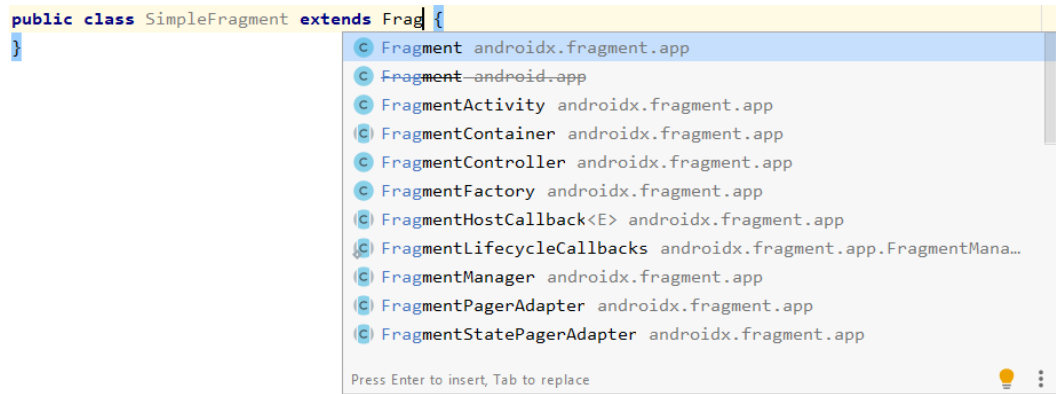 public class SimpleFragment extends Frag {
}
C Fragment androidx.fragment.app
C Fragment android.app
C FragmentActivity androidx.fragment.app
C FragmentContainer androidx.fragment.app
C FragmentController androidx.fragment.app
C FragmentFactory androidx.fragment.app
C FragmentHostCallback<E> androidx.fragment.app
C FragmentLifecycleCallbacks androidx.fragment.app.FragmentMana…
C FragmentManager androidx.fragment.app
C FragmentPagerAdapter androidx.fragment.app
C FragmentStatePagerAdapter androidx.fragment.app
Press Enter to insert, Tab to replace